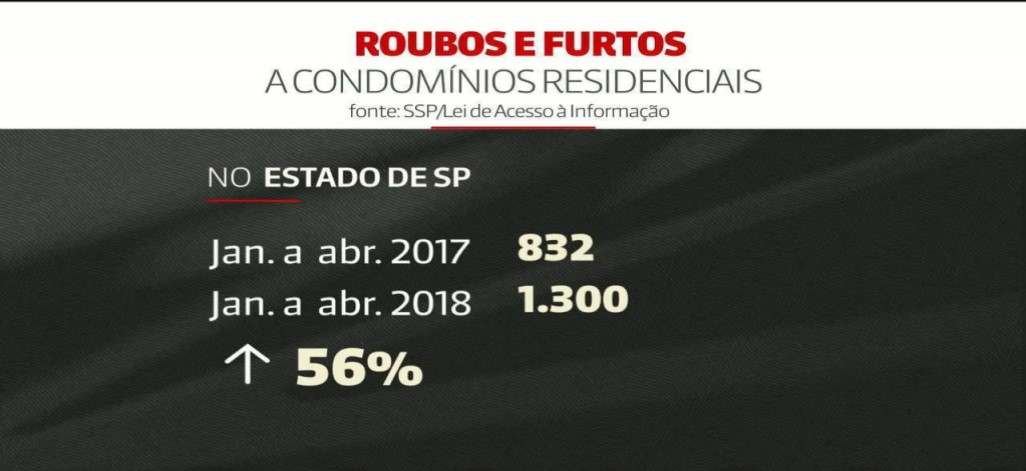 ROUBOS E FURTOS
A CONDOMÍNIOS RESIDENCIAIS
fonte: SSP/Lei de Acesso à Informação
NO ESTADO DE SP
Jan. a abr. 2017 832
Jan. a abr. 2018 1.300
↑ 56%